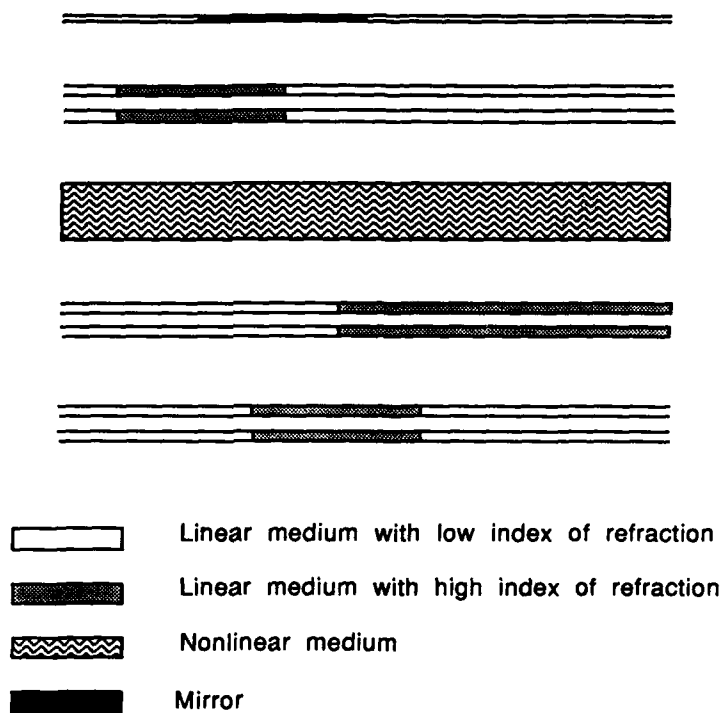 Linear medium with low index of refraction
Linear medium with high index of refraction
Nonlinear medium
Mirror